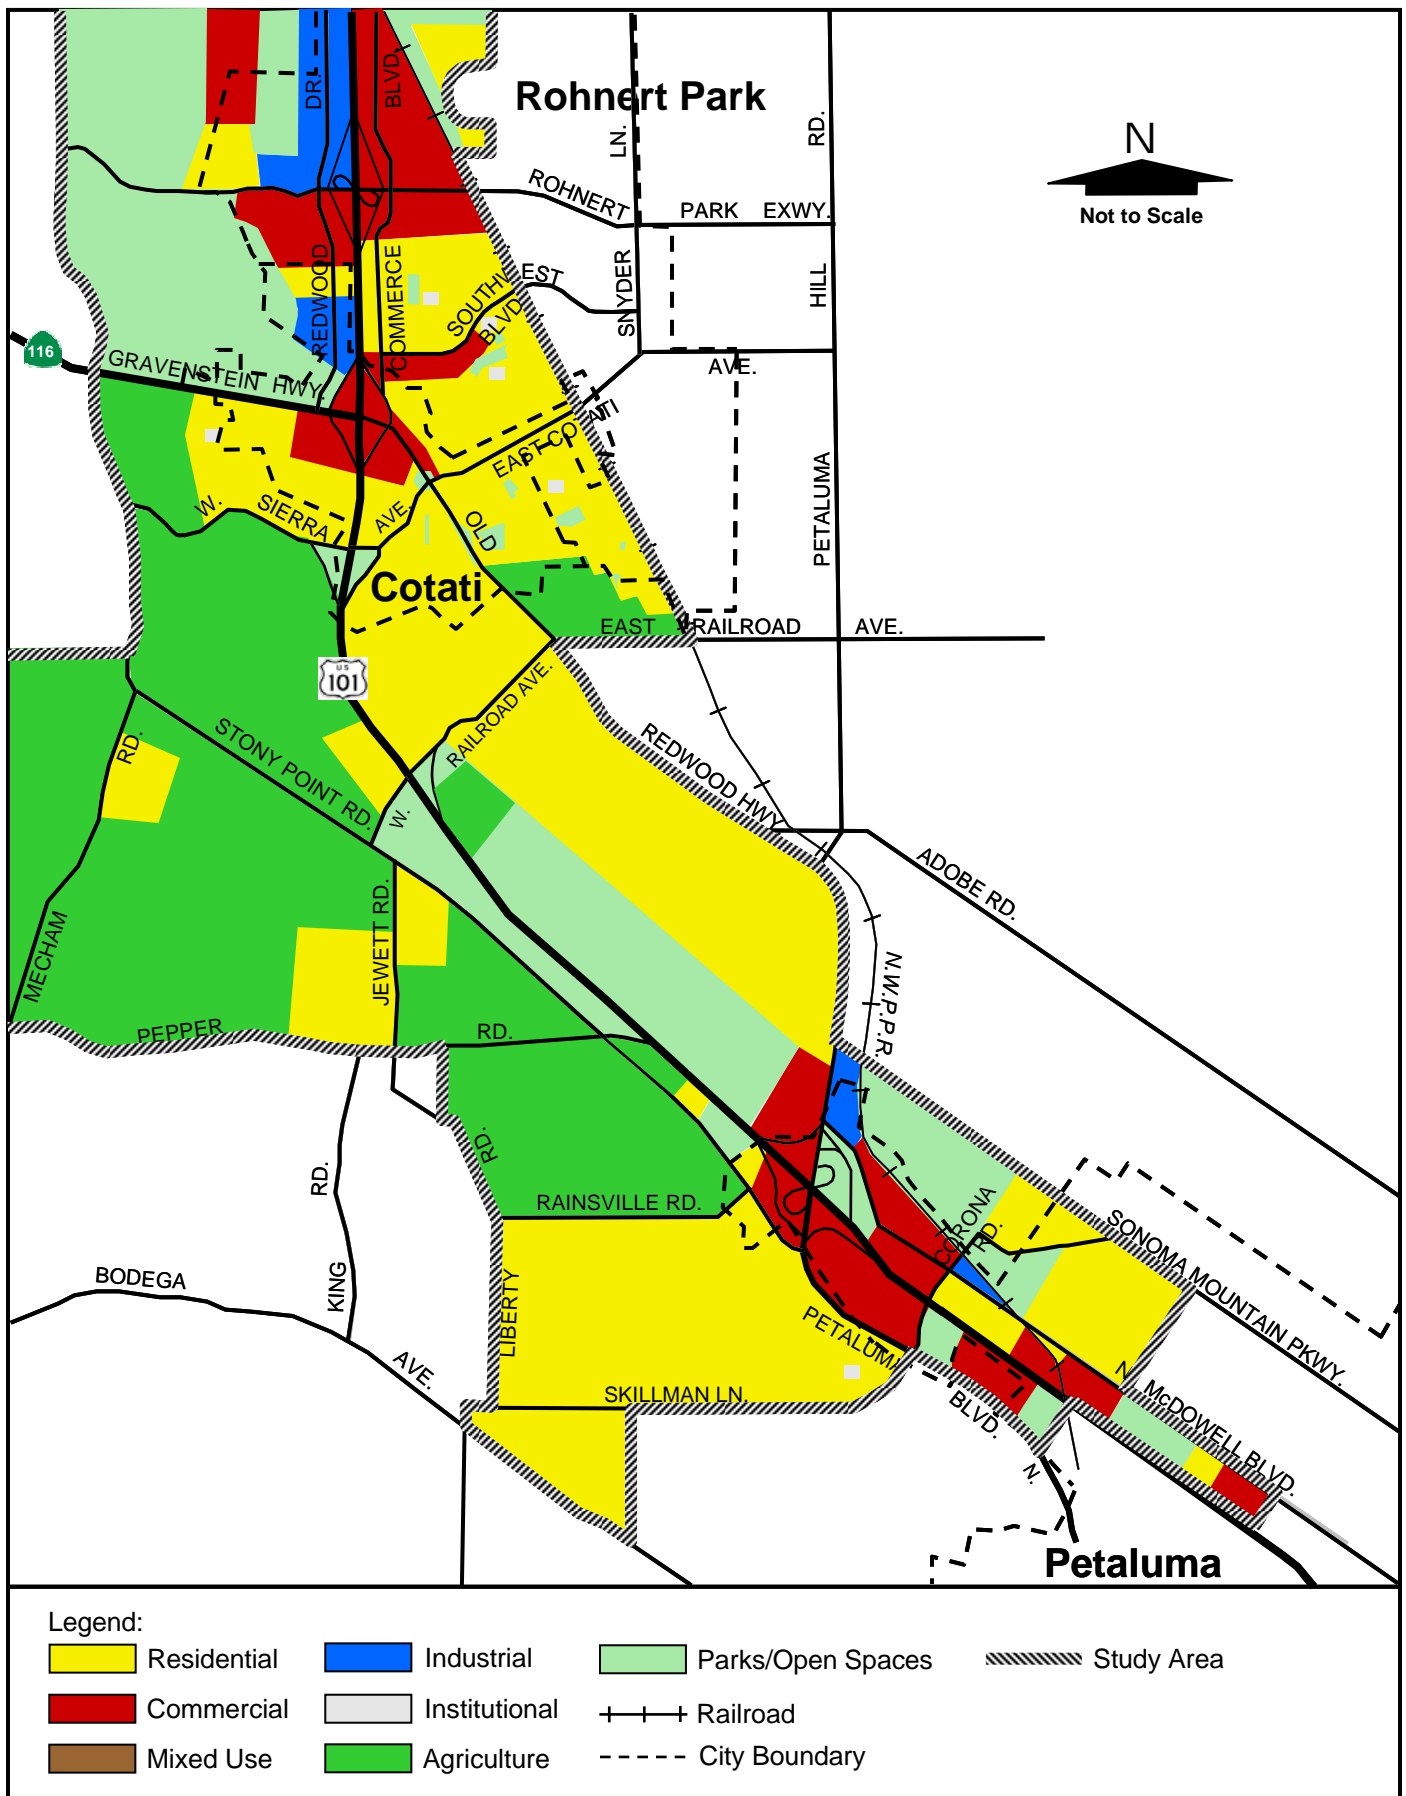 Rohnert Park
DR.
BLVD.
LN.
RD.
N
Not to Scale
ROHNERT
PARK EXWY.
REDWOOD
COMMERCE
SOUTHWEST
BLVD.
SNYDER
HILL
116
GRAVENSTEIN HWY.
AVE.
EAST COTATI
W. SIERRA
AVE.
OLD
PETALUMA
Cotati
EAST RAILROAD AVE.
US
101
RAILROAD AVE.
W.
REDWOOD HWY.
STONY POINT RD.
RD.
MECHAM
JEWETT RD.
ADOBE RD.
N.W.P.P.R.
PEPPER
RD.
RD.
RD.
RAINSVILLE RD.
CORONA
RD.
SONOMA MOUNTAIN PKWY.
BODEGA
KING
LIBERTY
AVE.
PETALUMA
SKILLMAN LN.
BLVD.
N.
N. McDOWELL BLVD.
Petaluma
Legend:
Residential
Industrial
Parks/Open Spaces
Study Area
Commercial
Institutional
Railroad
Mixed Use
Agriculture
City Boundary